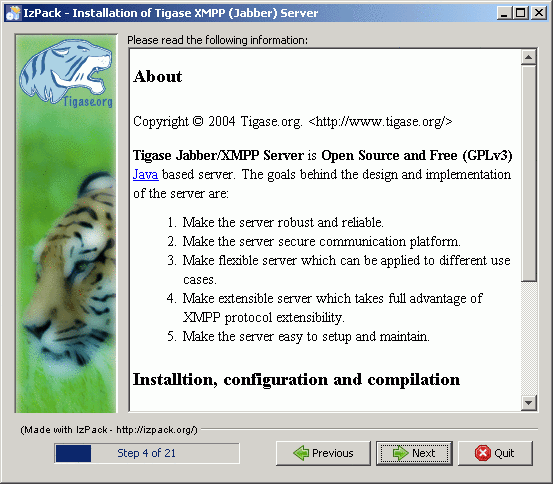 IzPack - Installation of Tigase XMPP (Jabber) Server
Please read the following information:
Tigase.org
About
Copyright © 2004 Tigase.org. <http://www.tigase.org/>
Tigase Jabber/XMPP Server is Open Source and Free (GPLv3)
Java based server. The goals behind the design and implementation
of the server are:
1. Make the server robust and reliable.
2. Make the server secure communication platform.
3. Make flexible server which can be applied to different use
cases.
4. Make extensible server which takes full advantage of
XMPP protocol extensibility.
5. Make the server easy to setup and maintain.
Installtion, configuration and compilation
(Made with IzPack - http://izpack.org/)
Step 4 of 21
Previous
Next
Quit